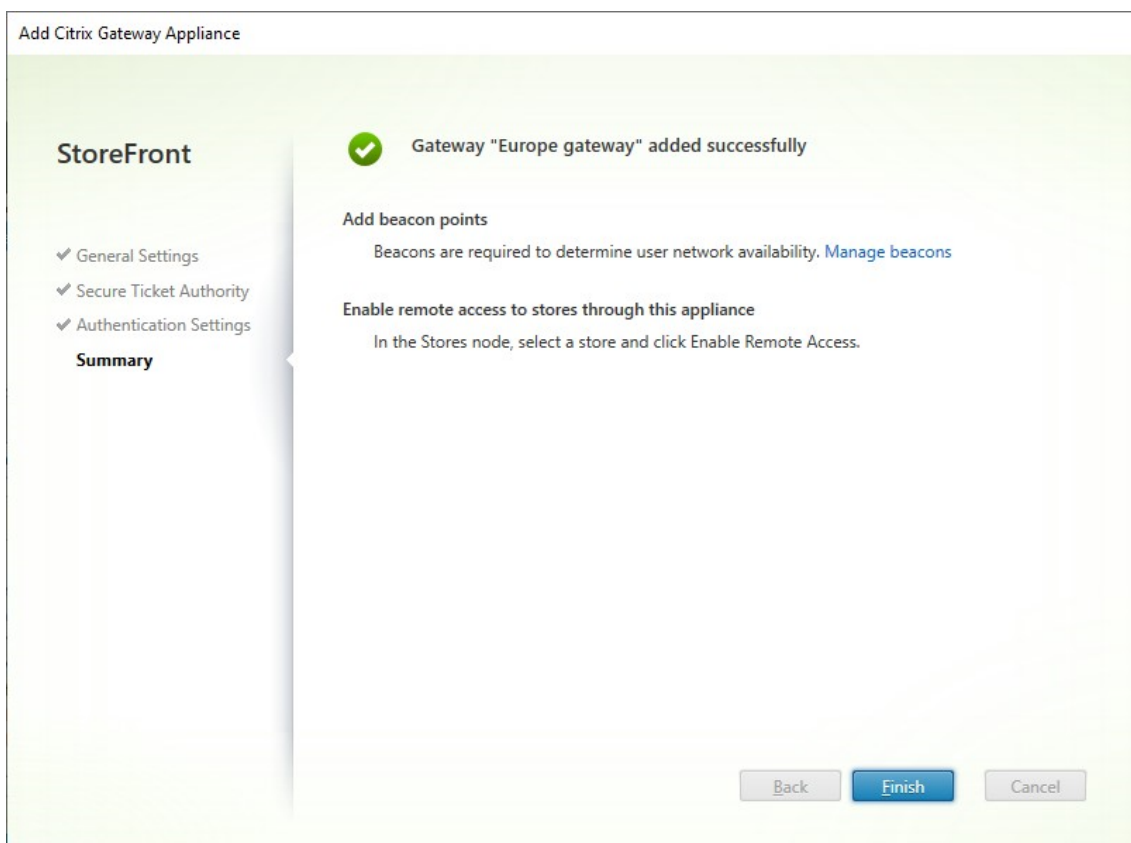 Add Citrix Gateway Appliance
StoreFront
✔ General Settings
✔ Secure Ticket Authority
✔ Authentication Settings
Summary
Gateway "Europe gateway" added successfully
Add beacon points
Beacons are required to determine user network availability. Manage beacons
Enable remote access to stores through this appliance
In the Stores node, select a store and click Enable Remote Access.
Back
Finish
Cancel